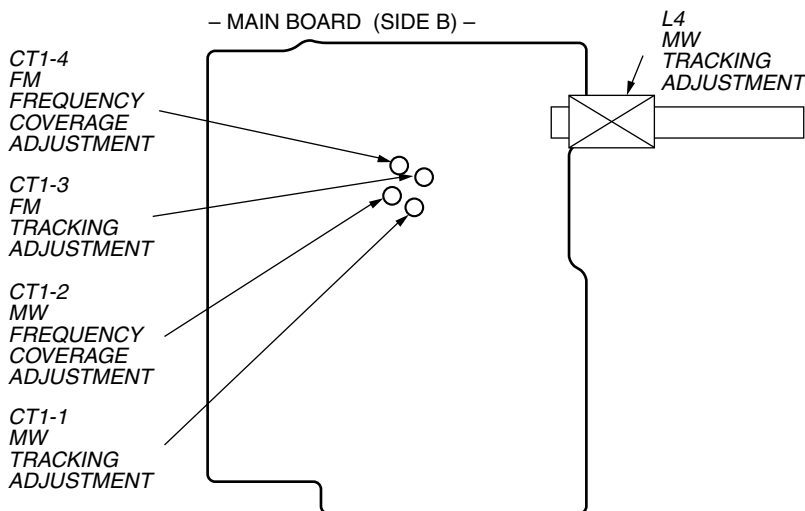 – MAIN BOARD (SIDE B) –
L4
MW
TRACKING
ADJUSTMENT
CT1-4
FM
FREQUENCY
COVERAGE
ADJUSTMENT
CT1-3
FM
TRACKING
ADJUSTMENT
CT1-2
MW
FREQUENCY
COVERAGE
ADJUSTMENT
CT1-1
MW
TRACKING
ADJUSTMENT